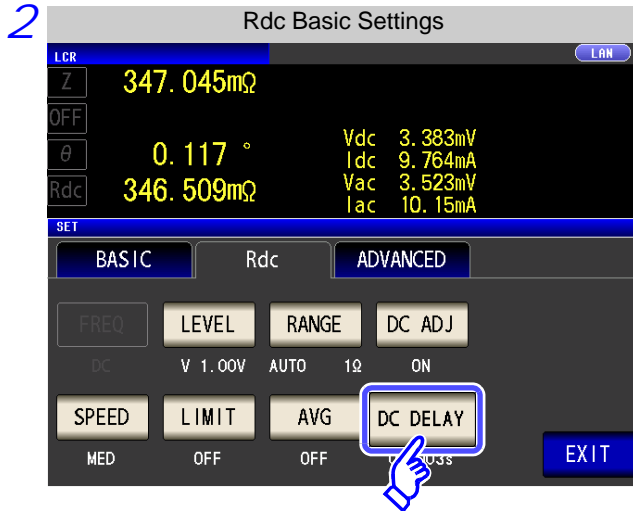 2
Rdc Basic Settings
LCR
LAN
Z 347.045mΩ
OFF
θ 0.117 °
Rdc 346.509mΩ
Vdc 3.383mV
Idc 9.764mA
Vac 3.523mV
Iac 10.15mA
SET
BASIC Rdc ADVANCED
FREQ LEVEL RANGE DC ADJ
DC V 1.00V AUTO 1Ω ON
SPEED LIMIT AVG DC DELAY
MED OFF OFF
EXIT